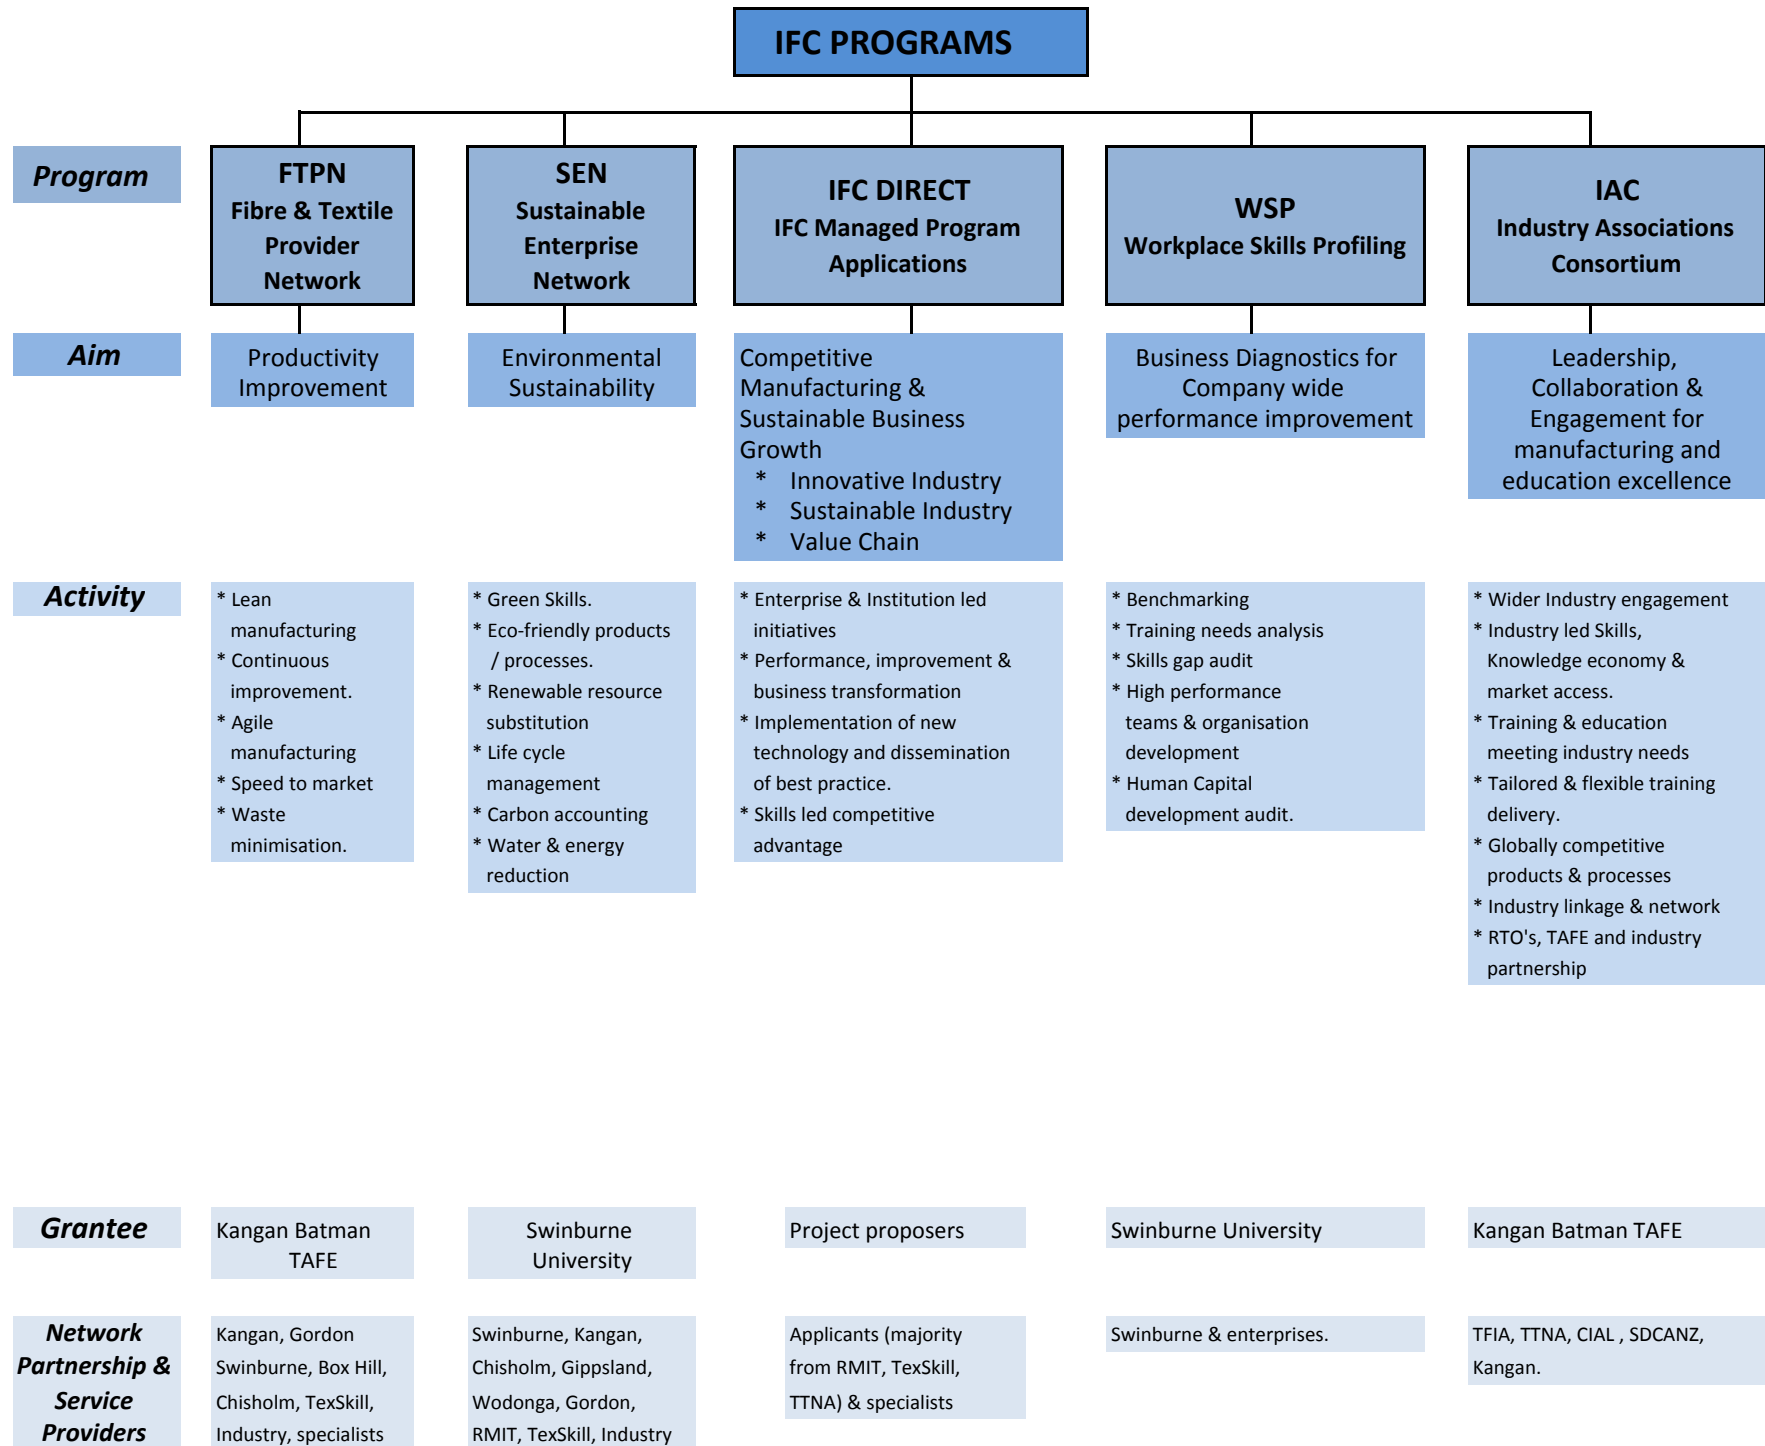 IFC PROGRAMS
Program
FTPN
Fibre & Textile
Provider
Network
SEN
Sustainable
Enterprise
Network
IFC DIRECT
IFC Managed Program
Applications
WSP
Workplace Skills Profiling
IAC
Industry Associations
Consortium
Aim
Productivity
Improvement
Environmental
Sustainability
Competitive
Manufacturing &
Sustainable Business
Growth
* Innovative Industry
* Sustainable Industry
* Value Chain
Business Diagnostics for
Company wide
performance improvement
Leadership,
Collaboration &
Engagement for
manufacturing and
education excellence
Activity
* Lean
manufacturing
* Continuous
improvement.
* Agile
manufacturing
* Speed to market
* Waste
minimisation.
* Green Skills.
* Eco-friendly products
/ processes.
* Renewable resource
substitution
* Life cycle
management
* Carbon accounting
* Water & energy
reduction
* Enterprise & Institution led
initiatives
* Performance, improvement &
business transformation
* Implementation of new
technology and dissemination
of best practice.
* Skills led competitive
advantage
* Benchmarking
* Training needs analysis
* Skills gap audit
* High performance
teams & organisation
development
* Human Capital
development audit.
* Wider Industry engagement
* Industry led Skills,
Knowledge economy &
market access.
* Training & education
meeting industry needs
* Tailored & flexible training
delivery.
* Globally competitive
products & processes
* Industry linkage & network
* RTO's, TAFE and industry
partnership
Grantee
Kangan Batman
TAFE
Swinburne
University
Project proposers
Swinburne University
Kangan Batman TAFE
Network
Partnership &
Service
Providers
Kangan, Gordon
Swinburne, Box Hill,
Chisholm, TexSkill,
Industry, specialists
Swinburne, Kangan,
Chisholm, Gippsland,
Wodonga, Gordon,
RMIT, TexSkill, Industry
Applicants (majority
from RMIT, TexSkill,
TTNA) & specialists
Swinburne & enterprises.
TFIA, TTNA, CIAL , SDCANZ,
Kangan.